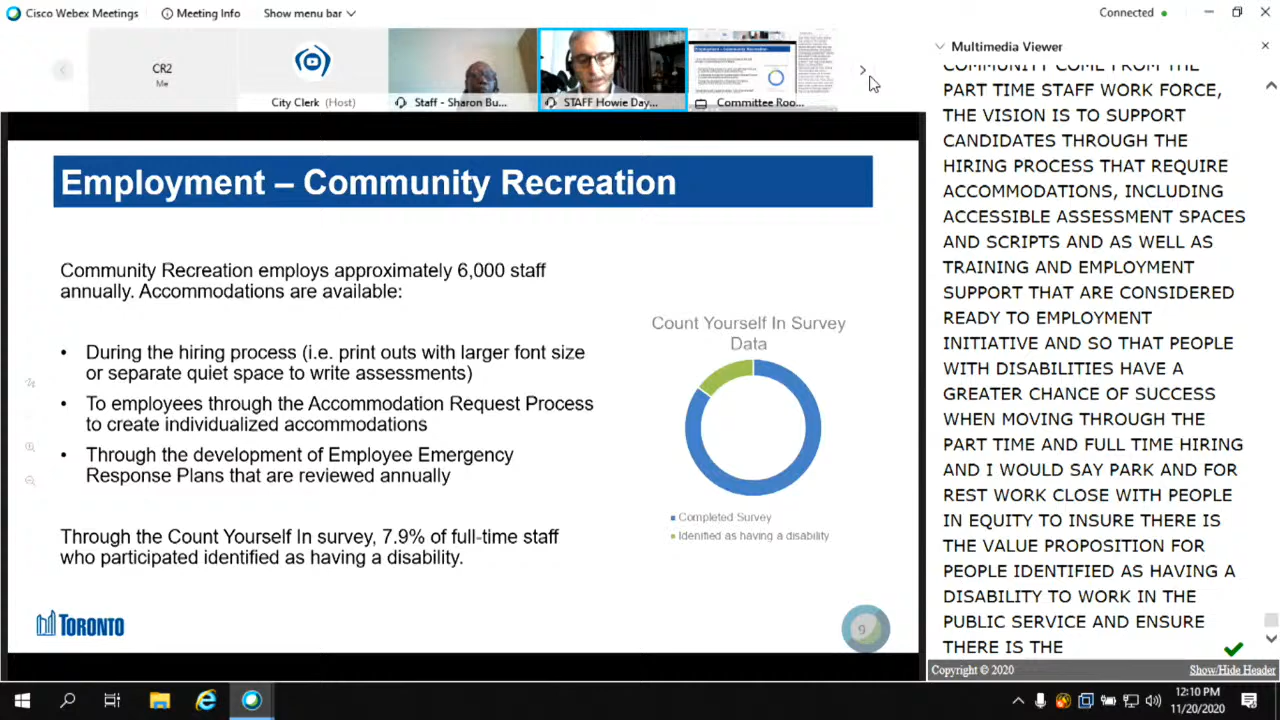 Cisco Webex Meetings
Meeting Info
Show menu bar
Connected
CR2
Me
City Clerk (Host)
Staff - Sharon Bu...
STAFF Howie Day...
Employment – Community Recreation
Committee Roo...
Employment – Community Recreation
Community Recreation employs approximately 6,000 staff
annually. Accommodations are available:
• During the hiring process (i.e. print outs with larger font size
or separate quiet space to write assessments)
• To employees through the Accommodation Request Process
to create individualized accommodations
• Through the development of Employee Emergency
Response Plans that are reviewed annually
Through the Count Yourself In survey, 7.9% of full-time staff
who participated identified as having a disability.
Count Yourself In Survey
Data
Completed Survey
Identified as having a disability
TORONTO
9
Multimedia Viewer
PART TIME STAFF WORK FORCE,
THE VISION IS TO SUPPORT
CANDIDATES THROUGH THE
HIRING PROCESS THAT REQUIRE
ACCOMMODATIONS, INCLUDING
ACCESSIBLE ASSESSMENT SPACES
AND SCRIPTS AND AS WELL AS
TRAINING AND EMPLOYMENT
SUPPORT THAT ARE CONSIDERED
READY TO EMPLOYMENT
INITIATIVE AND SO THAT PEOPLE
WITH DISABILITIES HAVE A
GREATER CHANCE OF SUCCESS
WHEN MOVING THROUGH THE
PART TIME AND FULL TIME HIRING
AND I WOULD SAY PARK AND FOR
REST WORK CLOSE WITH PEOPLE
IN EQUITY TO INSURE THERE IS
THE VALUE PROPOSITION FOR
PEOPLE IDENTIFIED AS HAVING A
DISABILITY TO WORK IN THE
PUBLIC SERVICE AND ENSURE
THERE IS THE
Copyright © 2020
Show/Hide Header
12:10 PM
11/20/2020